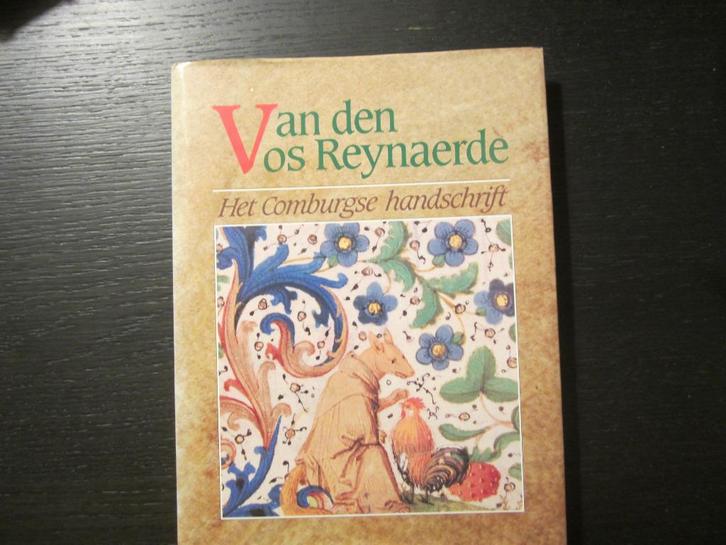 Van den
Vos Reynaerde
Het Comburgse handschrift